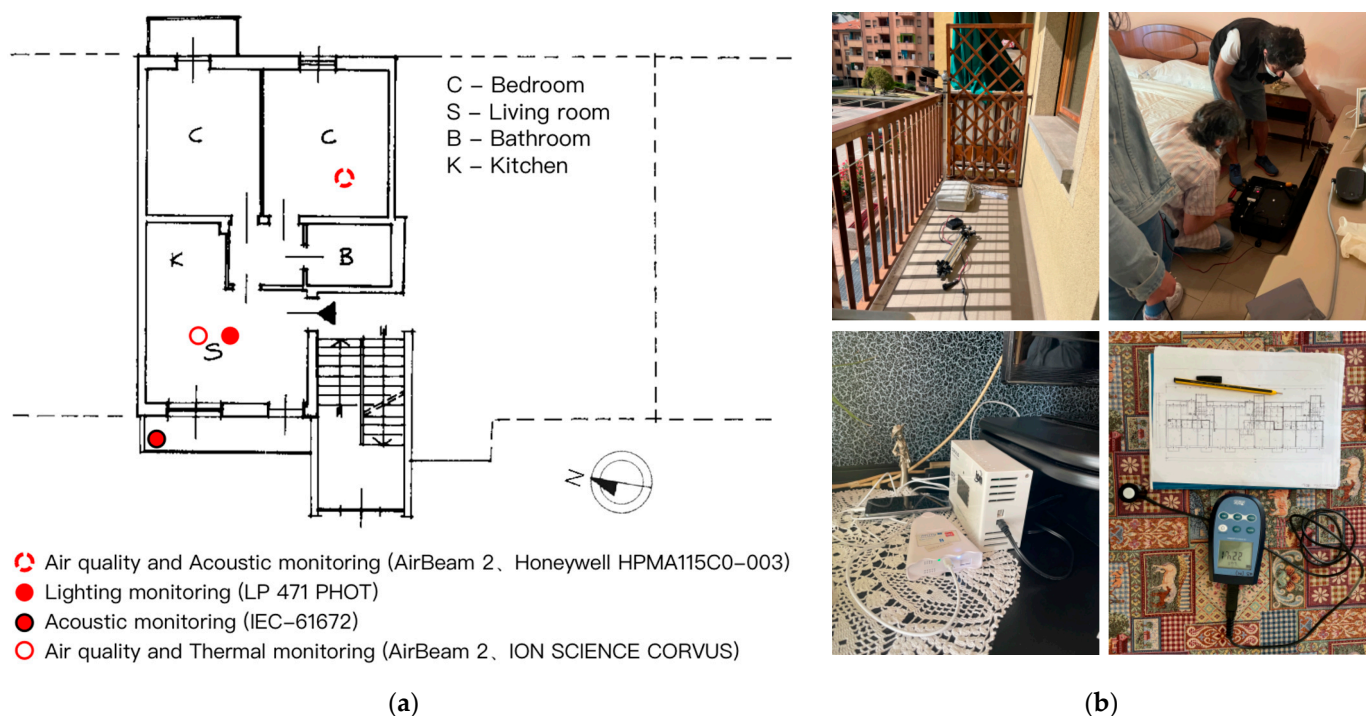 C – Bedroom
S – Living room
B – Bathroom
K – Kitchen
C
C
K
B
S
N
Air quality and Acoustic monitoring (AirBeam 2、Honeywell HPMA115C0–003)
Lighting monitoring (LP 471 PHOT)
Acoustic monitoring (IEC–61672)
Air quality and Thermal monitoring (AirBeam 2、ION SCIENCE CORVUS)
(a)
(b)